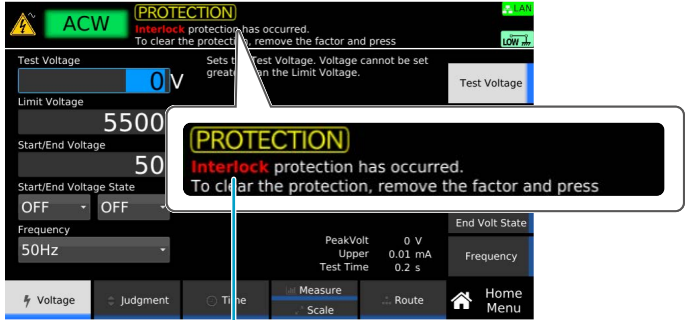 ACW
PROTECTION
Interlock protection has occurred.
To clear the protection, remove the factor and press
LAN
LOW
Test Voltage
0 V
Sets the Test Voltage. Voltage cannot be set
greater than the Limit Voltage.
Test Voltage
Limit Voltage
5500
Start/End Voltage
50
Start/End Voltage State
OFF OFF
Frequency
50Hz
PROTECTION
Interlock protection has occurred.
To clear the protection, remove the factor and press
PeakVolt 0 V
Upper 0.01 mA
Test Time 0.2 s
End Volt State
Frequency
Voltage
Judgment
Time
Measure
Scale
Route
Home
Menu